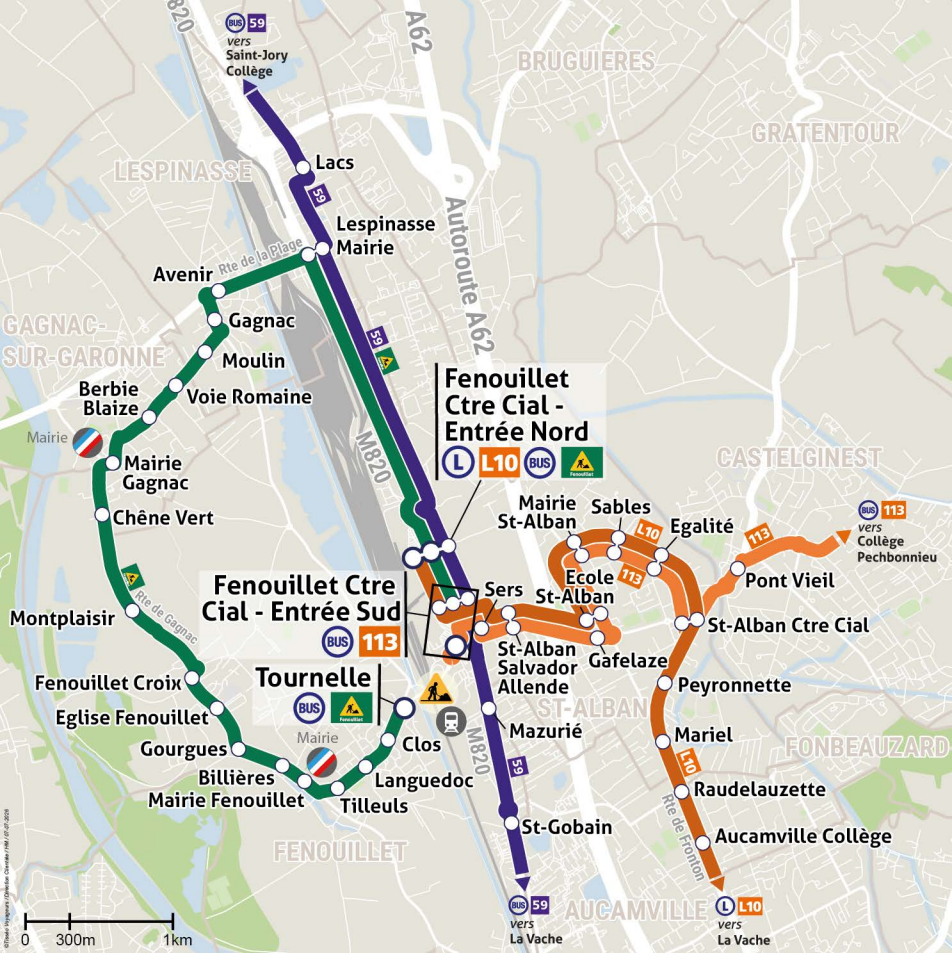 M820
A62
BUS 59
vers
Saint-Jory
Collège
BRUGUIERES
GRATENTOUR
LESPINASSE
Lacs
59
Lespinasse
Mairie
Rte de la Plage
Autoroute A62
Avenir
Gagnac
GAGNAC-
SUR-GARONNE
Moulin
59
Voie Romaine
Berbie
Blaize
Fenouillet
Ctre Cial -
Entrée Nord
L L10 BUS Fenouillet
Mairie
Mairie
Gagnac
M820
CASTELGINEST
Chêne Vert
Mairie
St-Alban
Sables
L10
Egalité
113
BUS 113
vers
Collège
Pechbonnieu
Ecole
St-Alban
113
Pont Vieil
Fenouillet Ctre
Cial - Entrée Sud
BUS 113
Sers
Montplaisir
Rte de Gagnac
St-Alban Ctre Cial
St-Alban
Salvador
Allende
Gafelaze
Fenouillet Croix
Tournelle
BUS Fenouillet
Peyronnette
ST-ALBAN
Eglise Fenouillet
Mazurié
M820
Mariel
FONBEAUZARD
Gourgues
Mairie
Clos
59
L10
Billières
Languedoc
Mairie Fenouillet
Tilleuls
Raudelauzette
Rte de Fronton
St-Gobain
Aucamville Collège
FENOUILLET
BUS 59
vers
La Vache
AUCAMVILLE
L L10
vers
La Vache
0 300m 1km